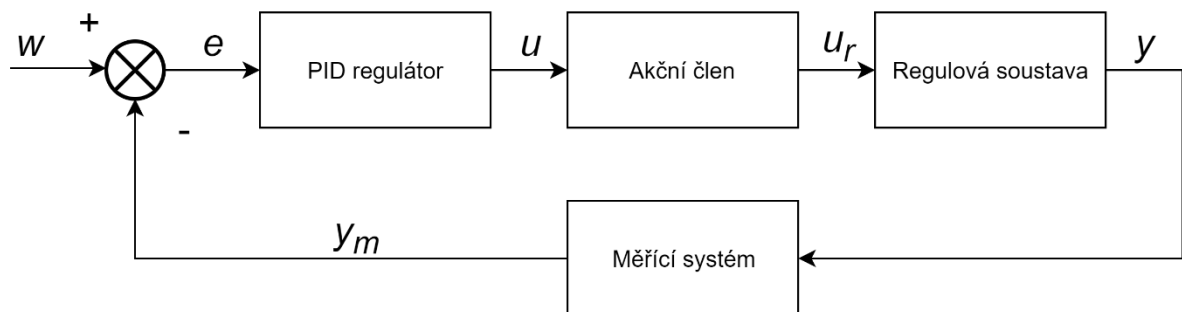 w
+
-
e
PID regulátor
u
Akční člen
u_r
Regulová soustava
y
Měřící systém
y_m